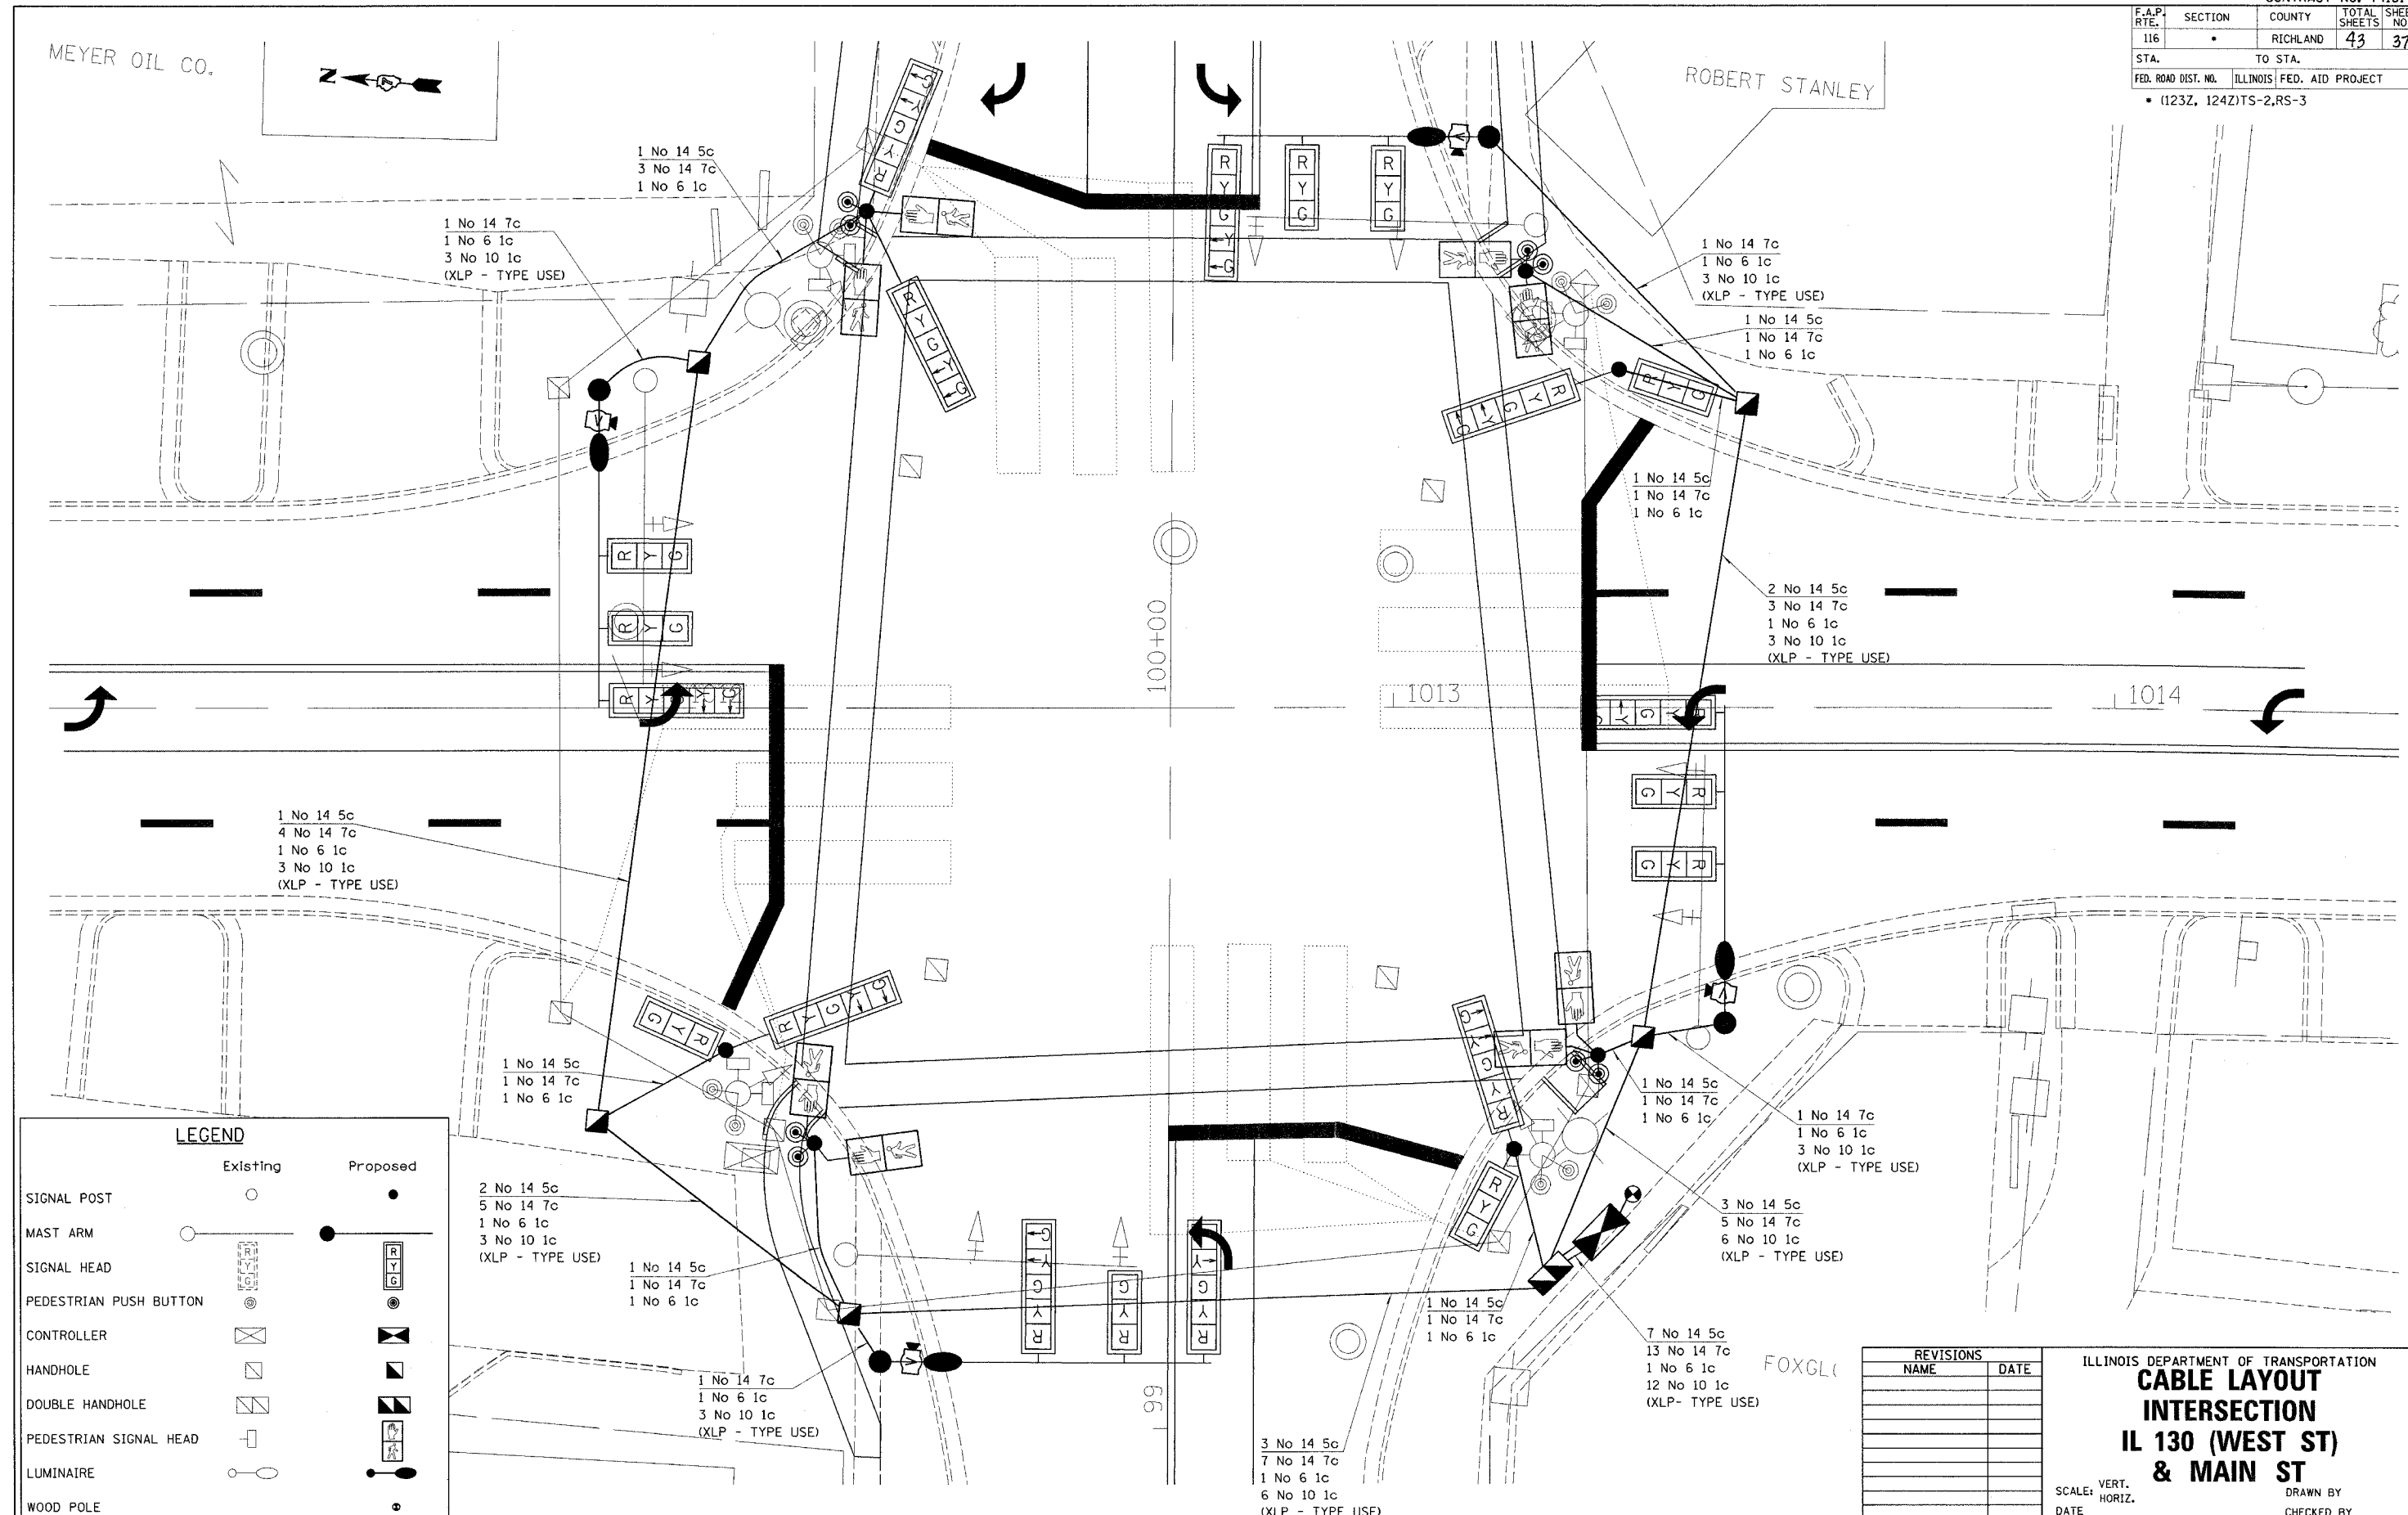 F.A.P. RTE. SECTION COUNTY TOTAL SHEETS
116 • RICHLAND 43 37
STA. TO STA.
FED. ROAD DIST. NO. ILLINOIS FED. AID PROJECT
• (123Z, 124Z)TS-2,RS-3
MEYER OIL CO.
Z
ROBERT STANLEY
1 No 14 5c
3 No 14 7c
1 No 6 1c
1 No 14 7c
1 No 6 1c
3 No 10 1c
(XLP - TYPE USE)
1 No 14 7c
1 No 6 1c
3 No 10 1c
(XLP - TYPE USE)
1 No 14 5c
1 No 14 7c
1 No 6 1c
1 No 14 5c
1 No 14 7c
1 No 6 1c
2 No 14 5c
3 No 14 7c
1 No 6 1c
3 No 10 1c
(XLP - TYPE USE)
100+00
1013
1014
1 No 14 5c
4 No 14 7c
1 No 6 1c
3 No 10 1c
(XLP - TYPE USE)
1 No 14 5c
1 No 14 7c
1 No 6 1c
2 No 14 5c
5 No 14 7c
1 No 6 1c
3 No 10 1c
(XLP - TYPE USE)
1 No 14 5c
1 No 14 7c
1 No 6 1c
1 No 14 7c
1 No 6 1c
3 No 10 1c
(XLP - TYPE USE)
1 No 14 5c
1 No 14 7c
1 No 6 1c
1 No 14 7c
1 No 6 1c
3 No 10 1c
(XLP - TYPE USE)
3 No 14 5c
5 No 14 7c
6 No 10 1c
(XLP - TYPE USE)
1 No 14 5c
1 No 14 7c
1 No 6 1c
7 No 14 5c
13 No 14 7c
1 No 6 1c
12 No 10 1c
(XLP- TYPE USE)
3 No 14 5c
7 No 14 7c
1 No 6 1c
6 No 10 1c
(XLP - TYPE USE)
99
LEGEND
Existing Proposed
SIGNAL POST
MAST ARM
SIGNAL HEAD R Y G R Y G
PEDESTRIAN PUSH BUTTON
CONTROLLER
HANDHOLE
DOUBLE HANDHOLE
PEDESTRIAN SIGNAL HEAD
LUMINAIRE
WOOD POLE
REVISIONS
NAME DATE
ILLINOIS DEPARTMENT OF TRANSPORTATION
CABLE LAYOUT
INTERSECTION
IL 130 (WEST ST)
& MAIN ST
SCALE: VERT.
HORIZ.
DRAWN BY
DATE
CHECKED BY